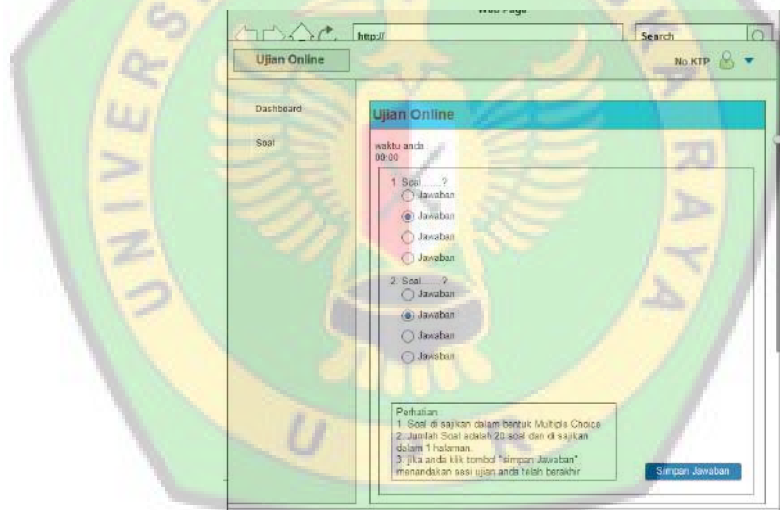 Web Page
http://
Search
Ujian Online
No.KTP
Dashboard
Soal
Ujian Online
waktu anda
00:00
1. Soal.....?
Jawaban
Jawaban
Jawaban
Jawaban
2. Soal.....?
Jawaban
Jawaban
Jawaban
Jawaban
Perhatian
1. Soal di sajikan dalam bentuk Multiple Choice
2. Jumlah Soal adalah 20 soal dan di sajikan
dalam 1 halaman.
3. jika anda klik tombol "simpan Jawaban"
menandakan sesi ujian anda telah berakhir
Simpan Jawaban